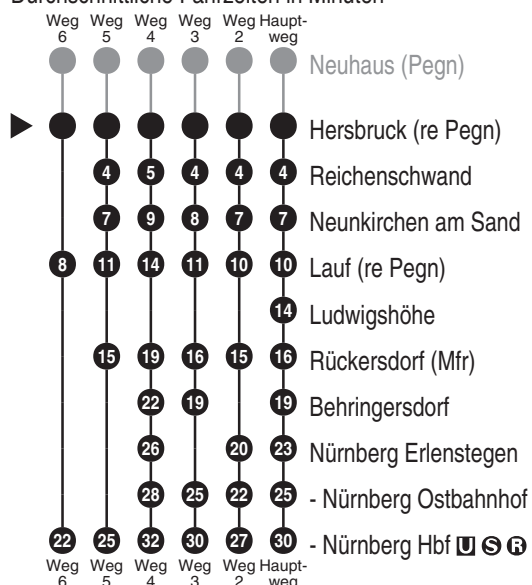 Durchschnittliche Fahrzeiten in Minuten
Weg Weg Weg Weg Weg Haupt-
6 5 4 3 2 weg
Neuhaus (Pegn)
Hersbruck (re Pegn)
4 5 4 4 4 Reichenschwand
7 9 8 7 7 Neunkirchen am Sand
8 11 14 11 10 10 Lauf (re Pegn)
14 Ludwigshöhe
15 19 16 15 16 Rückersdorf (Mfr)
22 19 19 Behringersdorf
26 20 23 Nürnberg Erlenstegen
28 25 22 25 - Nürnberg Ostbahnhof
22 25 32 30 27 30 - Nürnberg Hbf U S R
Weg Weg Weg Weg Weg Haupt-
6 5 4 3 2 weg